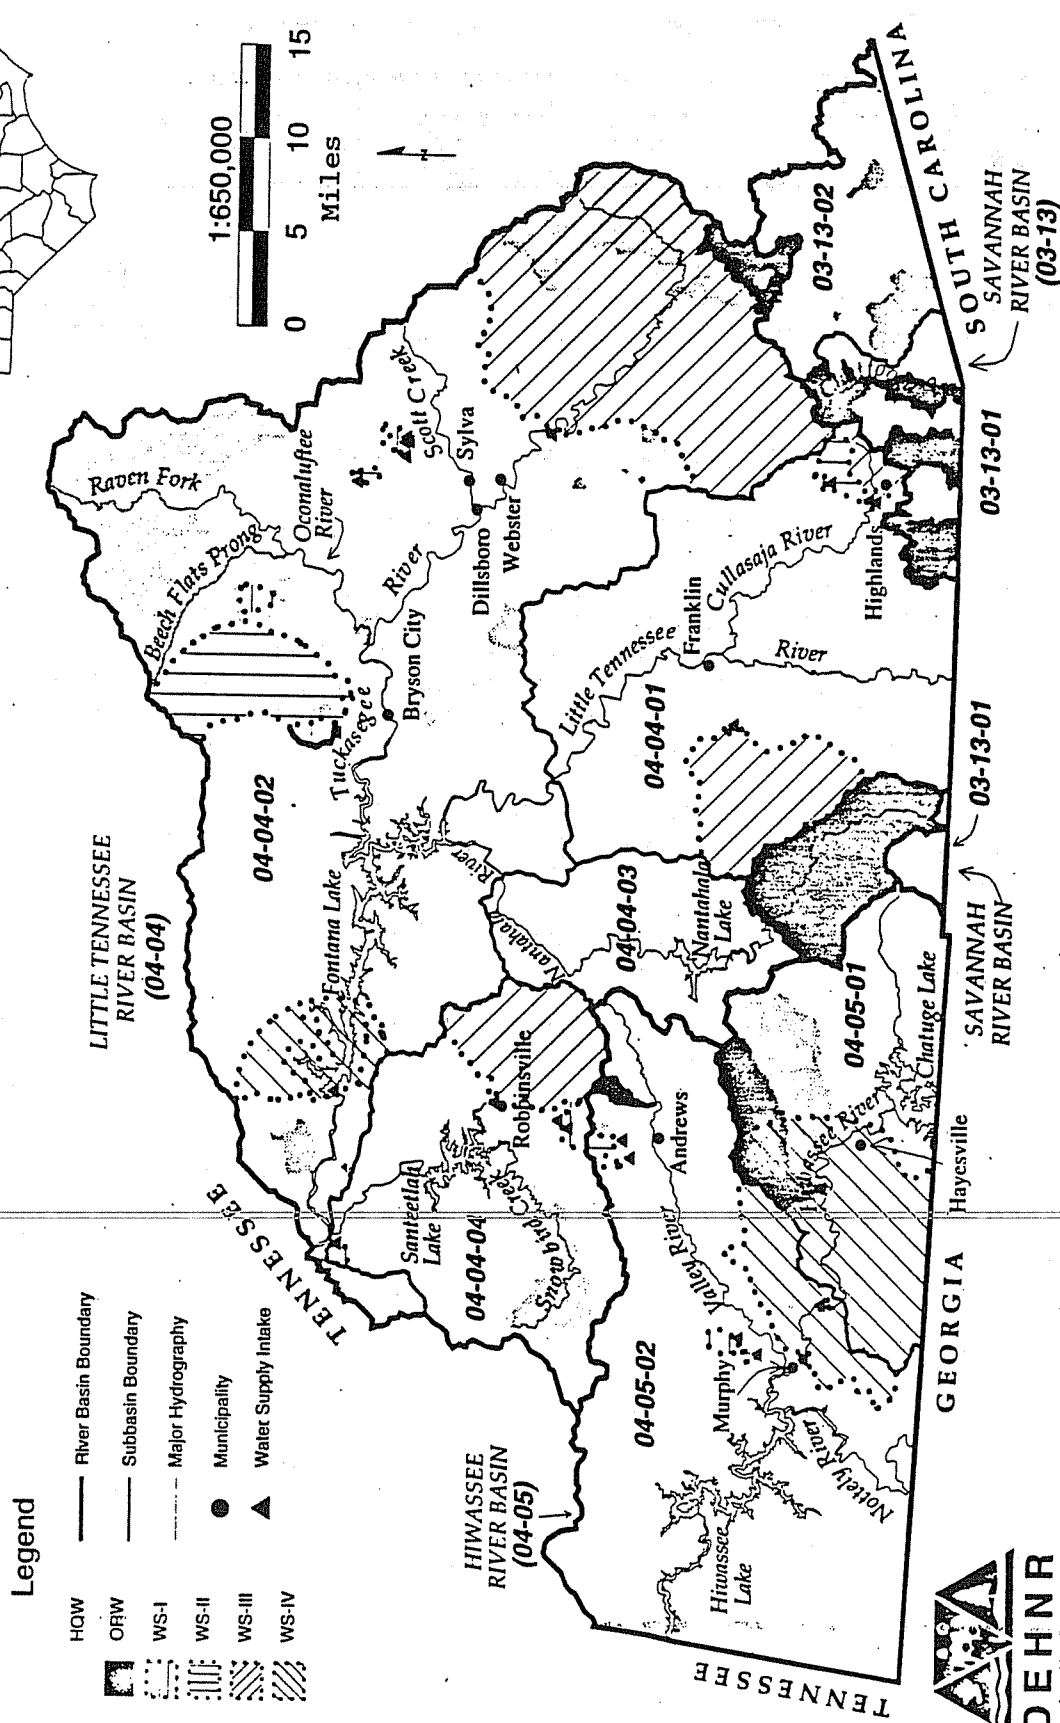 Legend
HQW
ORW
WS-I
WS-II
WS-III
WS-IV
River Basin Boundary
Subbasin Boundary
Major Hydrography
Municipality
Water Supply Intake
1:650,000
0 5 10 15
Miles
N
LITTLE TENNESSEE
RIVER BASIN
(04-04)
HIWASSEE
RIVER BASIN
(04-05)
TENNESSEE
TENNESSEE
GEORGIA
SOUTH CAROLINA
SAVANNAH
RIVER BASIN
SAVANNAH
RIVER BASIN
(03-13)
Raven Fork
Beech Flats Prong
Oconaluftee
River
Scott Creek
Sylva
Dillsboro
Webster
River
Bryson City
Tuckasegee
04-04-02
Fontana Lake
Nantahala
River
04-04-03
Nantahala
Lake
Little Tennessee
Franklin
Cullasaja River
River
04-04-01
Highlands
03-13-02
03-13-01
03-13-01
Santeetlah
Lake
04-04-04
Snowbird Creek
Robbinsville
Andrews
Valley River
04-05-02
Murphy
Hiwassee
Lake
Nottely River
Hiwassee River
04-05-01
Chatuge Lake
Hayesville
DEHNR